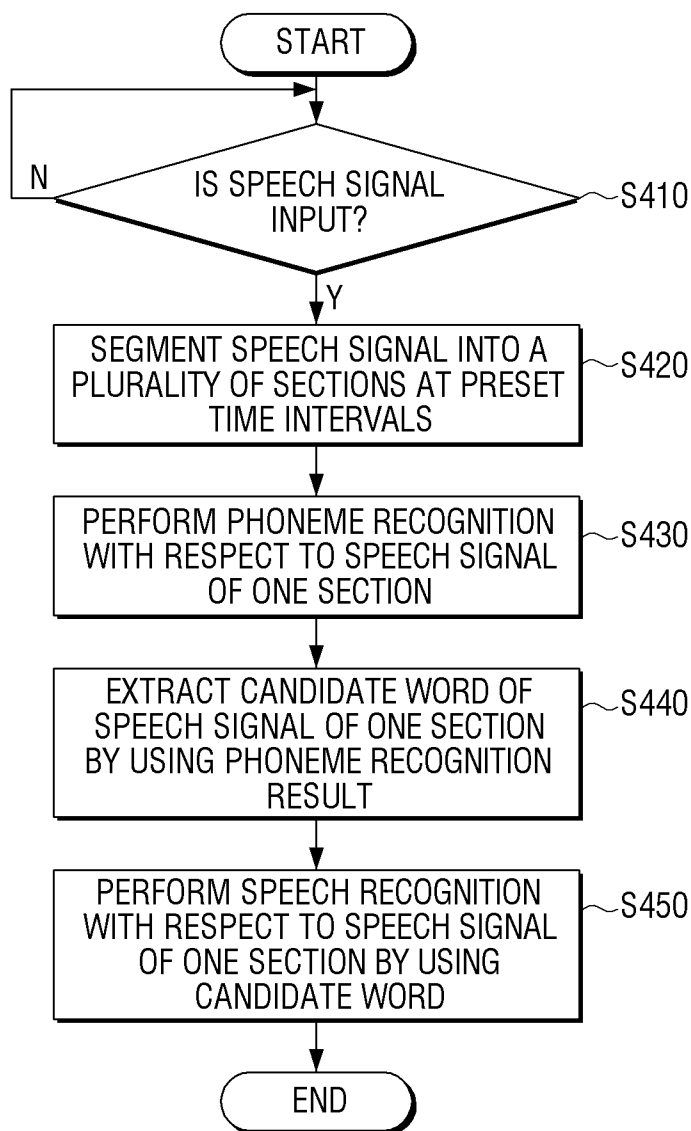 START
N
IS SPEECH SIGNAL
INPUT?
S410
Y
SEGMENT SPEECH SIGNAL INTO A
PLURALITY OF SECTIONS AT PRESET
TIME INTERVALS
S420
PERFORM PHONEME RECOGNITION
WITH RESPECT TO SPEECH SIGNAL
OF ONE SECTION
S430
EXTRACT CANDIDATE WORD OF
SPEECH SIGNAL OF ONE SECTION
BY USING PHONEME RECOGNITION
RESULT
S440
PERFORM SPEECH RECOGNITION
WITH RESPECT TO SPEECH SIGNAL
OF ONE SECTION BY USING
CANDIDATE WORD
S450
END